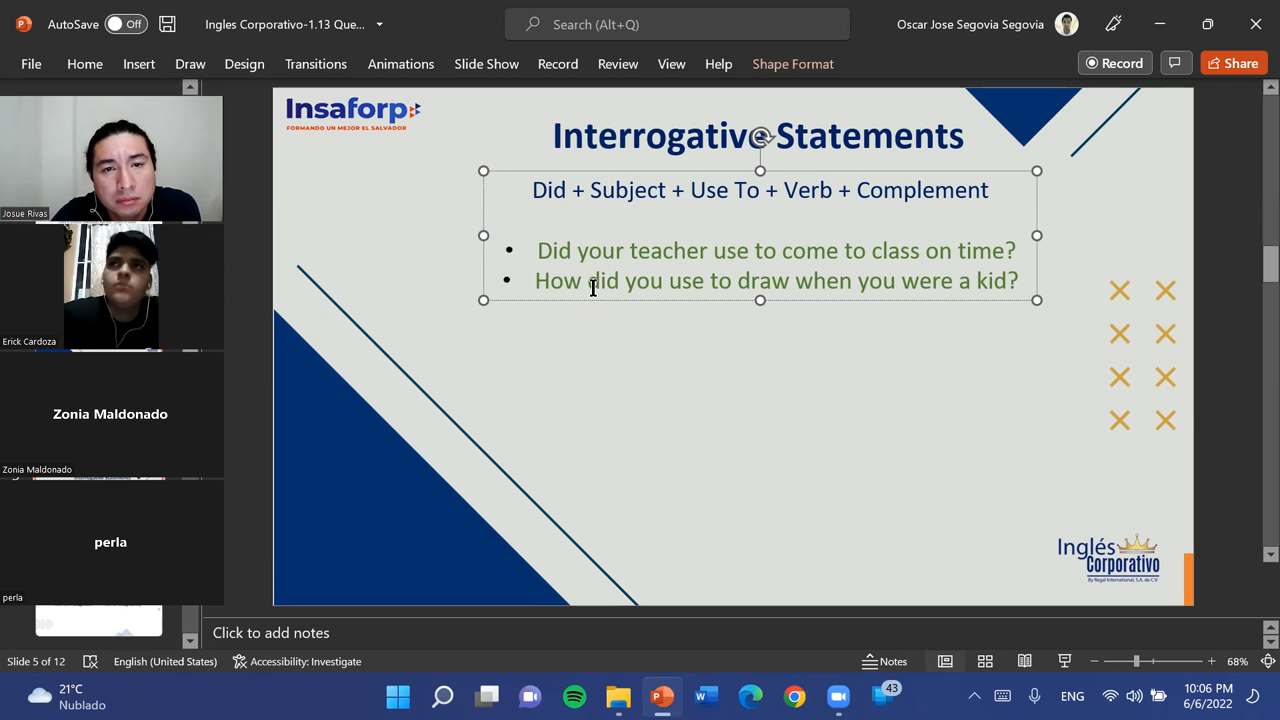 AutoSave Off Ingles Corporativo-1.13 Que... Search (Alt+Q) Oscar Jose Segovia Segovia
File Home Insert Draw Design Transitions Animations Slide Show Record Review View Help Shape Format Record Share
Insaforp
FORMANDO UN MEJOR EL SALVADOR
Interrogative Statements
Did + Subject + Use To + Verb + Complement
• Did your teacher use to come to class on time?
• How did you use to draw when you were a kid?
Josue Rivas
Erick Cardoza
Zonia Maldonado
Zonia Maldonado
perla
perla
Inglés
Corporativo
By Regal International, S.A. de C.V.
Click to add notes
Slide 5 of 12 English (United States) Accessibility: Investigate Notes 68%
21°C
Nublado
43
ENG
10:06 PM
6/6/2022